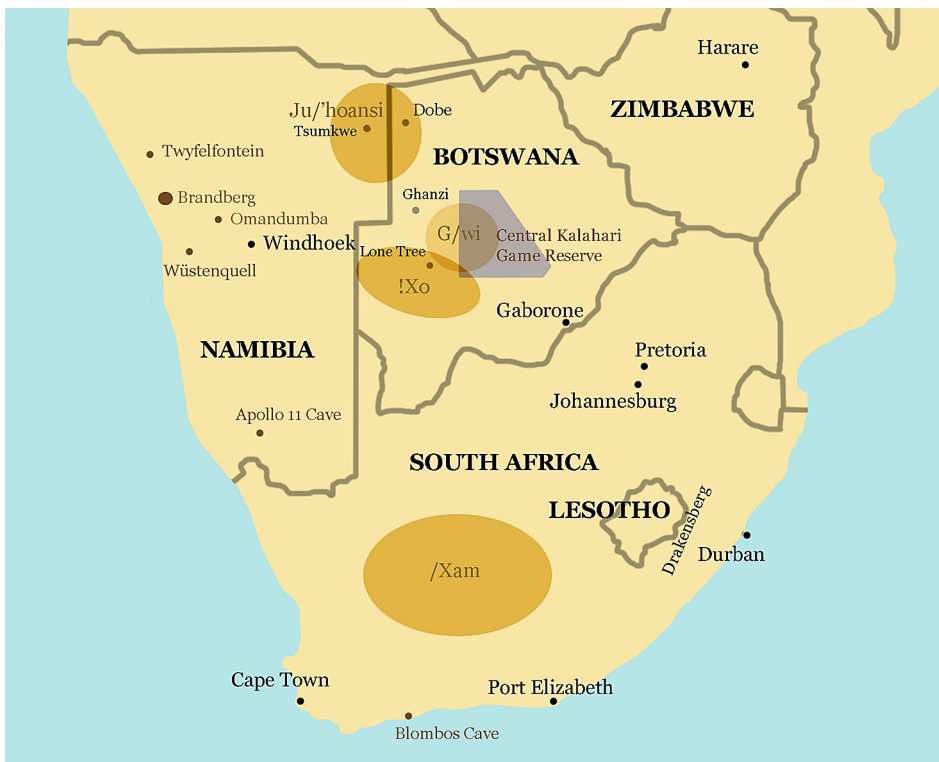 Harare
ZIMBABWE
Ju/’hoansi
Tsumkwe
Dobe
Twyfelfontein
BOTSWANA
Ghanzi
Brandberg
Omandumba
G/wi
Central Kalahari
Game Reserve
Windhoek
Lone Tree
Wüstenquell
!Xo
Gaborone
NAMIBIA
Pretoria
Johannesburg
Apollo 11 Cave
SOUTH AFRICA
LESOTHO
Drakensberg
Durban
/Xam
Cape Town
Port Elizabeth
Blombos Cave